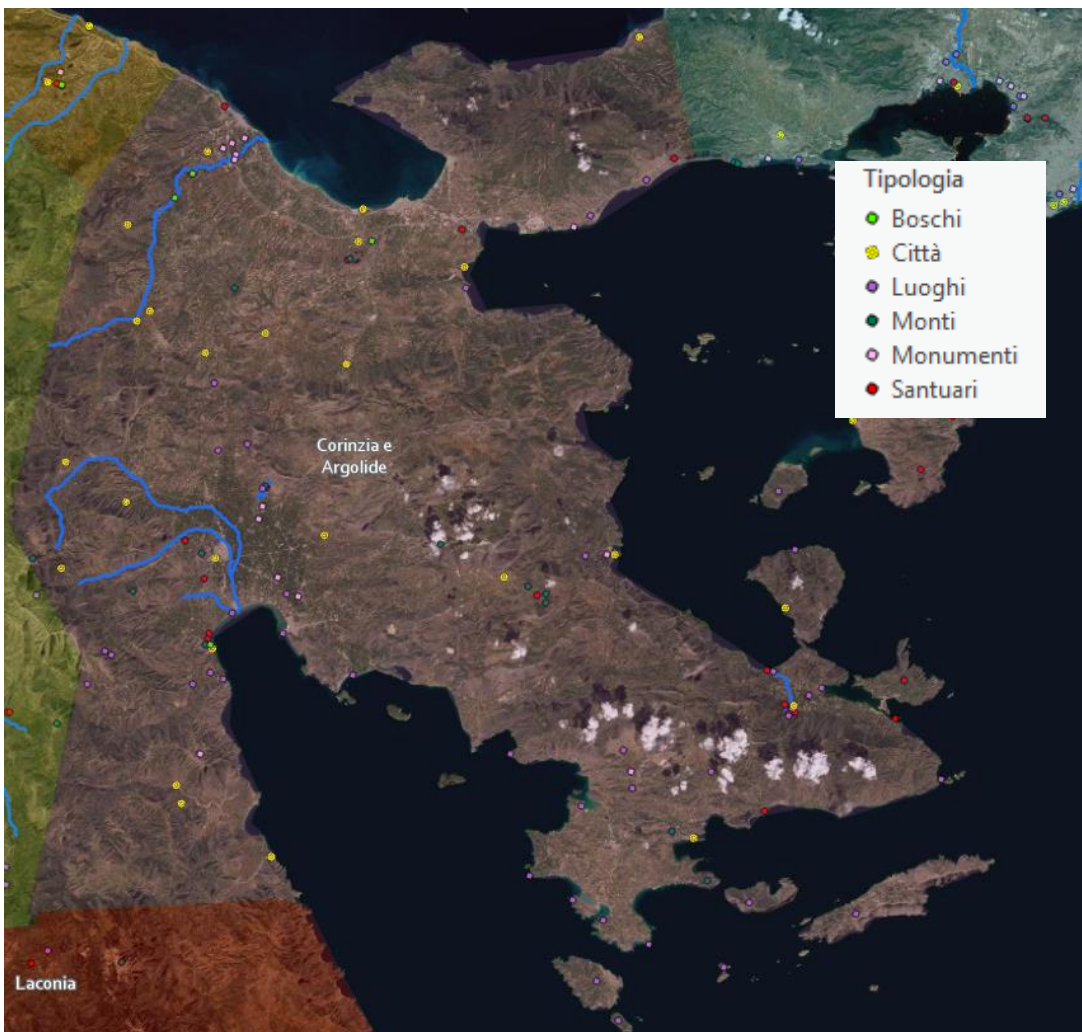 Tipologia
Boschi
Città
Luoghi
Monti
Monumenti
Santuari
Corinzia e
Argolide
Laconia